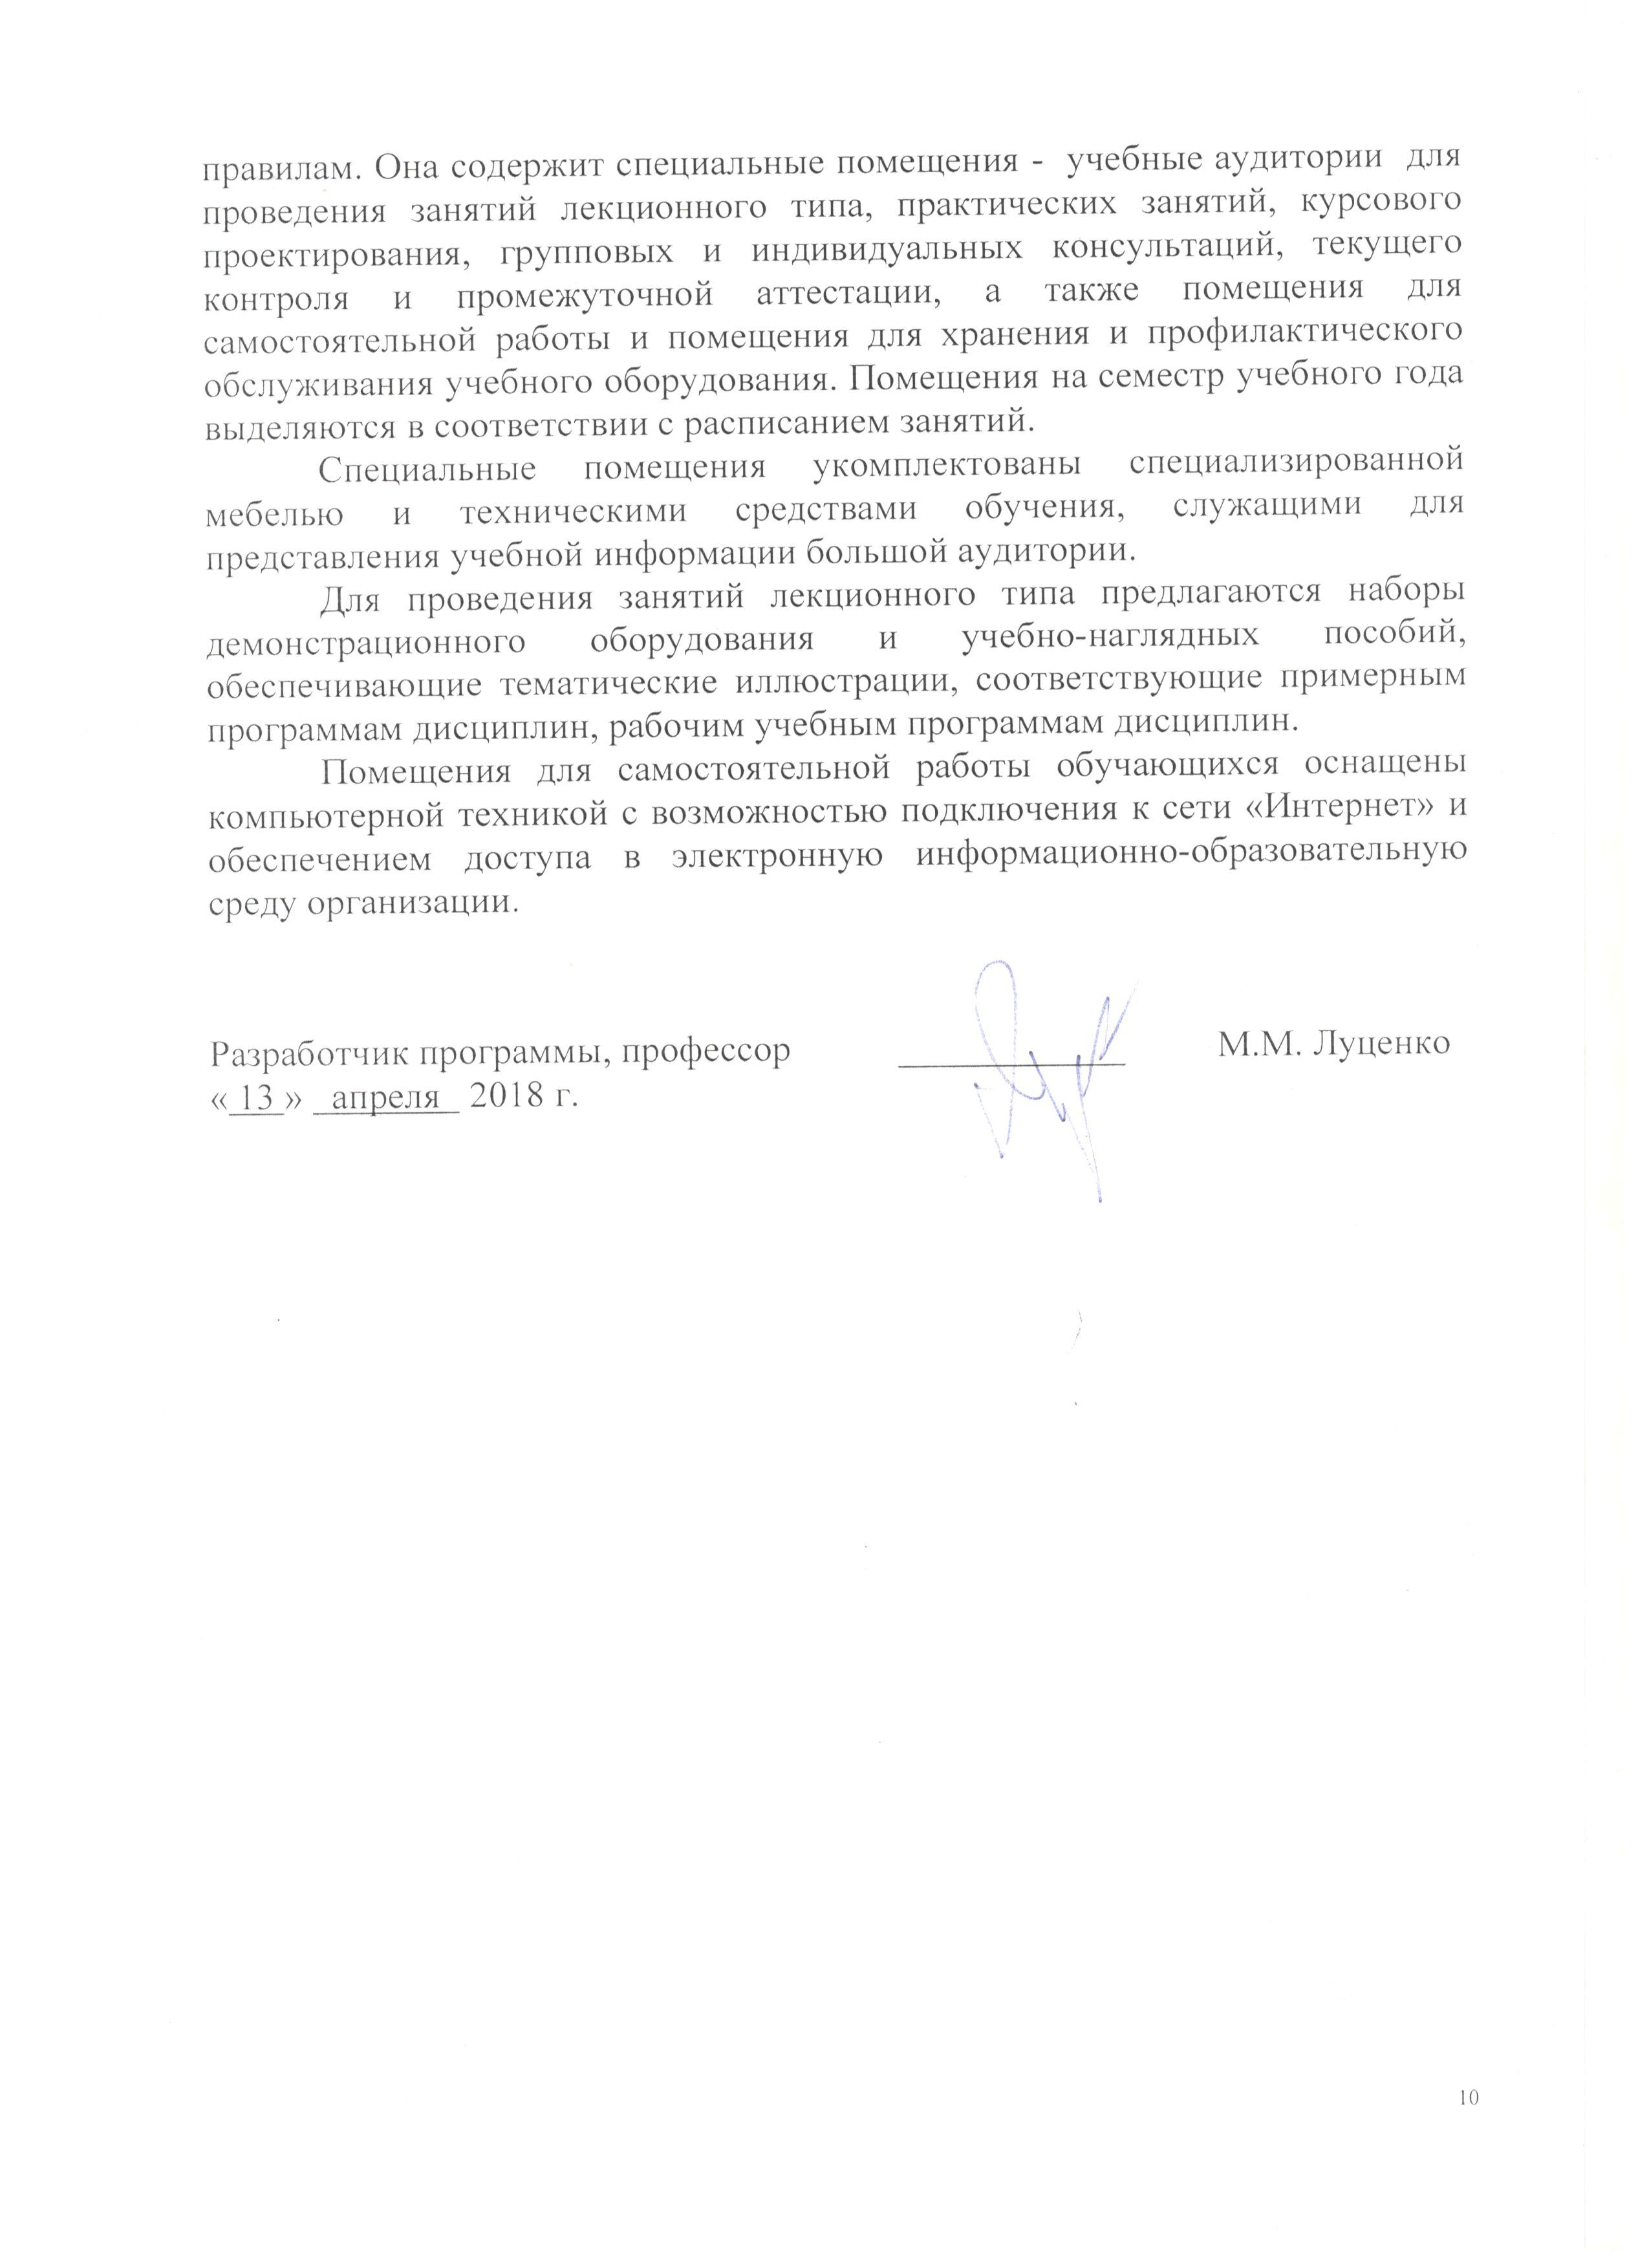 правилам. Она содержит специальные помещения - учебные аудитории для
проведения занятий лекционного типа, практических занятий, курсового
проектирования, групповых и индивидуальных консультаций, текущего
контроля и промежуточной аттестации, а также помещения для
самостоятельной работы и помещения для хранения и профилактического
обслуживания учебного оборудования. Помещения на семестр учебного года
выделяются в соответствии с расписанием занятий.
Специальные помещения укомплектованы специализированной
мебелью и техническими средствами обучения, служащими для
представления учебной информации большой аудитории.
Для проведения занятий лекционного типа предлагаются наборы
демонстрационного оборудования и учебно-наглядных пособий,
обеспечивающие тематические иллюстрации, соответствующие примерным
программам дисциплин, рабочим учебным программам дисциплин.
Помещения для самостоятельной работы обучающихся оснащены
компьютерной техникой с возможностью подключения к сети «Интернет» и
обеспечением доступа в электронную информационно-образовательную
среду организации.
Разработчик программы, профессор ____________ М.М. Луценко
« 13 » апреля 2018 г.
10